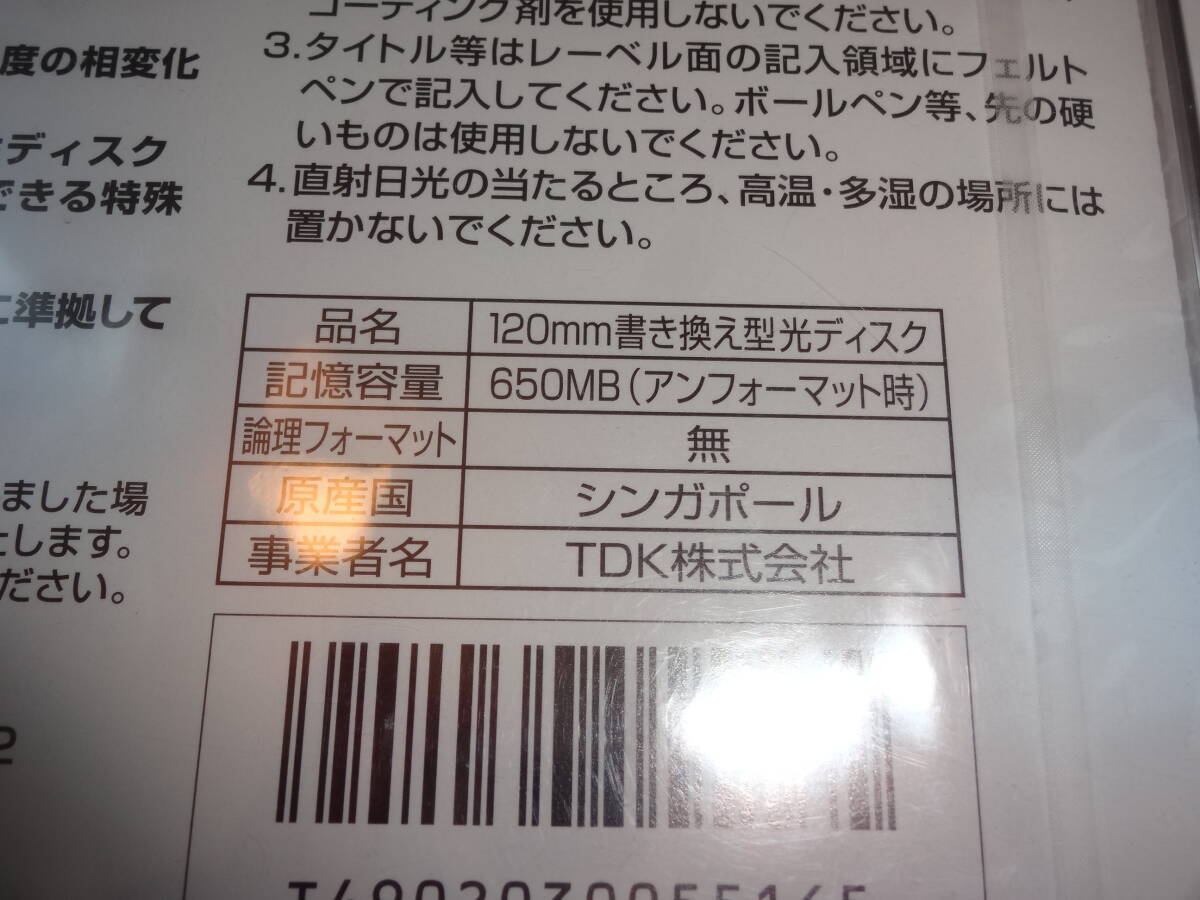 コーティング剤を使用しないでください。
3.タイトル等はレーベル面の記入領域にフェルト
ペンで記入してください。ボールペン等、先の硬
いものは使用しないでください。
4.直射日光の当たるところ、高温・多湿の場所には
置かないでください。
度の相変化
ディスク
できる特殊
に準拠して
ました場
とします。
ださい。
2
品名 120mm書き換え型光ディスク
記憶容量 650MB(アンフォーマット時)
論理フォーマット 無
原産国 シンガポール
事業者名 TDK株式会社
T4902030055165